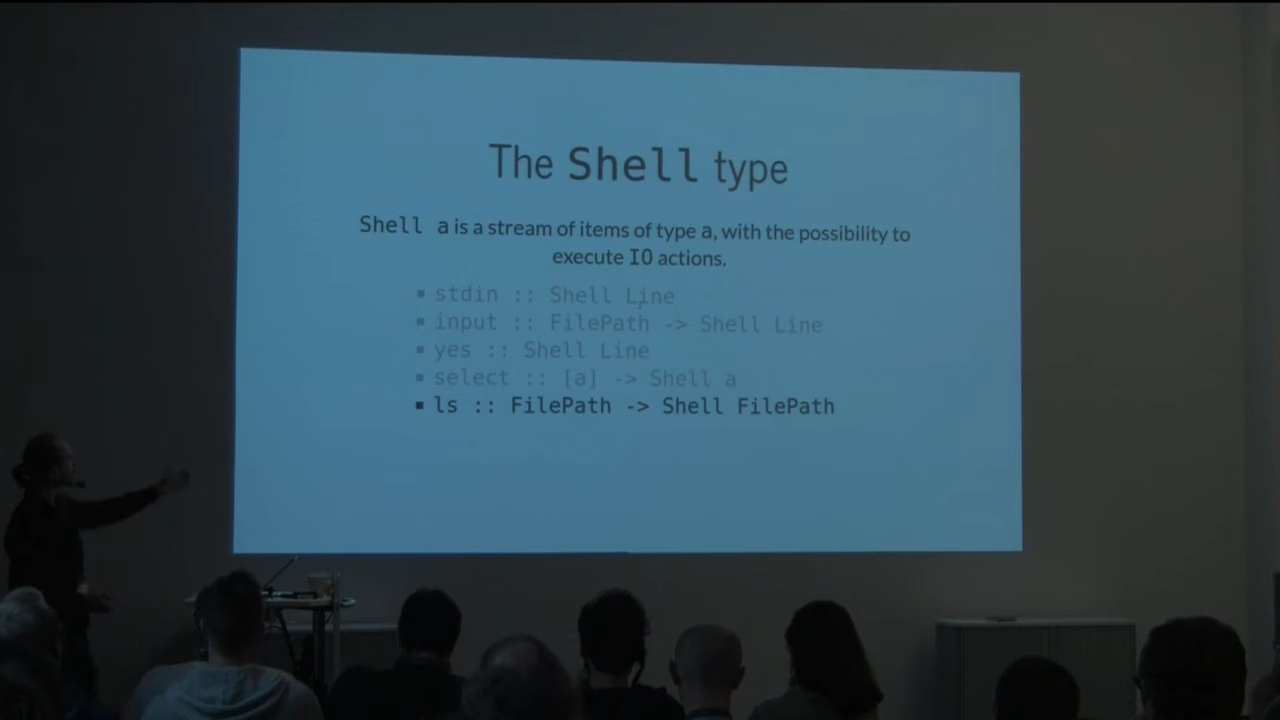 The Shell type
Shell a is a stream of items of type a, with the possibility to
execute IO actions.
▪ stdin :: Shell Line
▪ input :: FilePath -> Shell Line
▪ yes :: Shell Line
▪ select :: [a] -> Shell a
▪ ls :: FilePath -> Shell FilePath